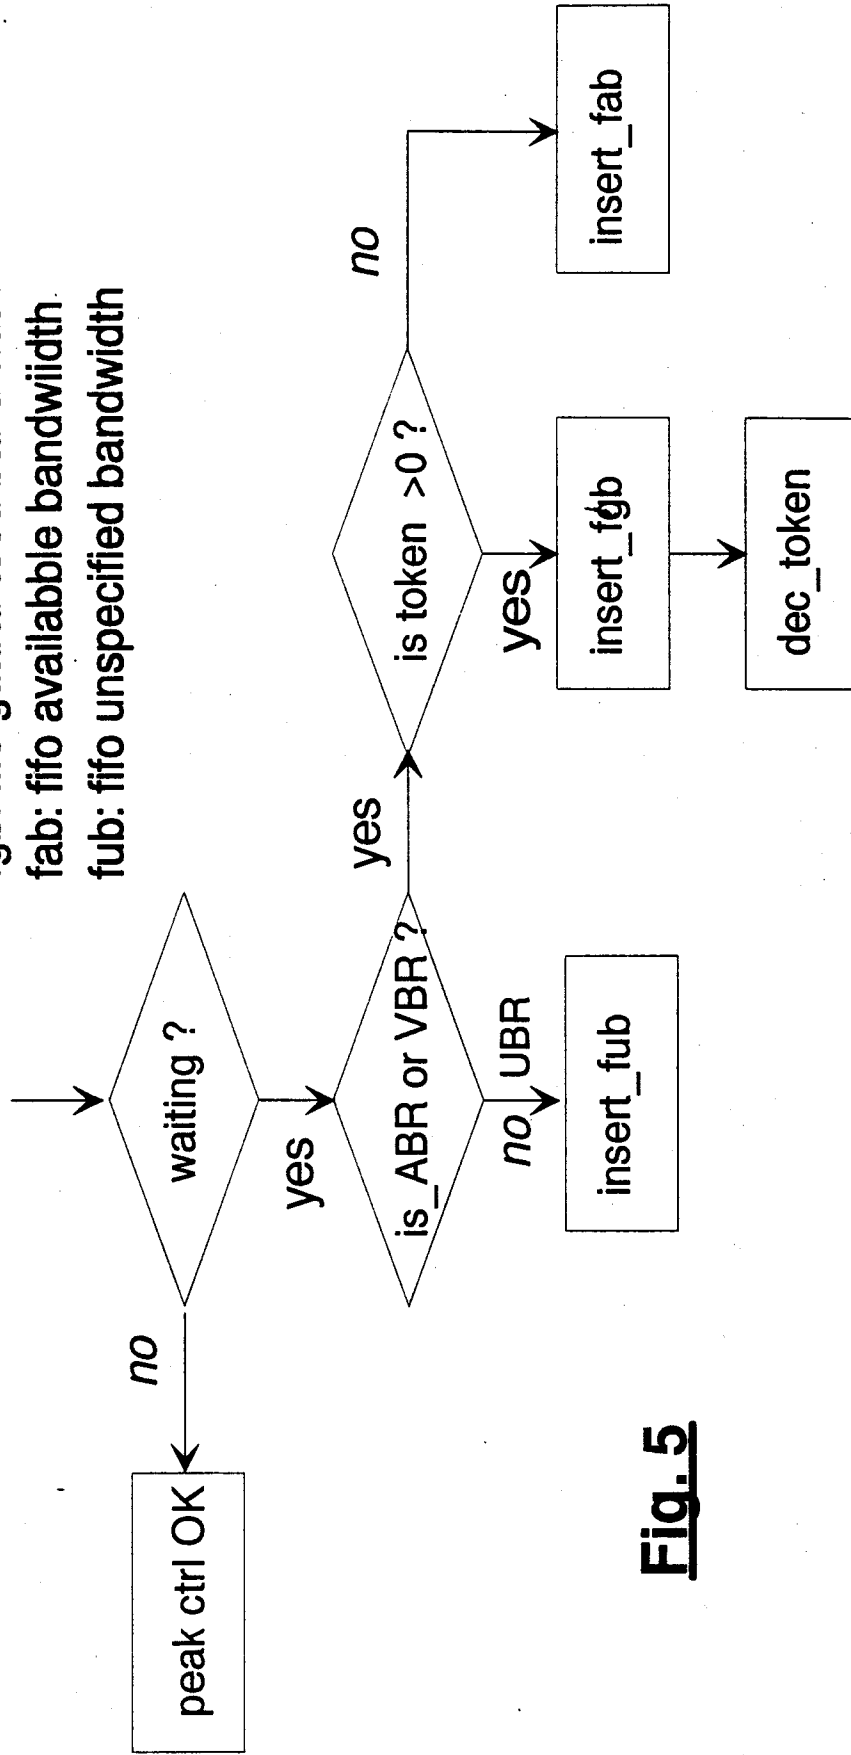 fab: fifo availabble bandwiidth
fub: fifo unspecified bandwidth
waiting ?
no
peak ctrl OK
yes
is_ABR or VBR ?
yes
is token >0 ?
no
no
UBR
yes
insert_fub
insert_fgb
insert_fab
dec_token
Fig. 5